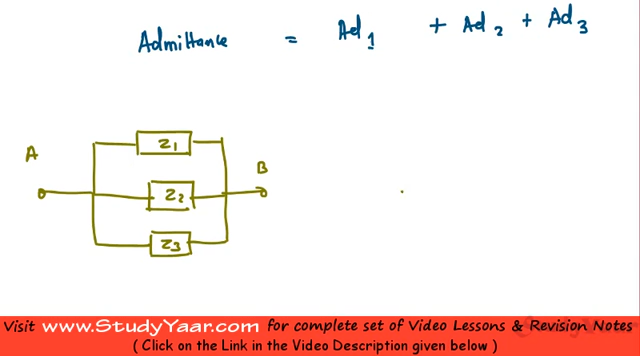 Admittance = Ad1 + Ad2 + Ad3
A
Z1
B
Z2
Z3
Visit www.StudyYaar.com for complete set of Video Lessons & Revision Notes
( Click on the Link in the Video Description given below )